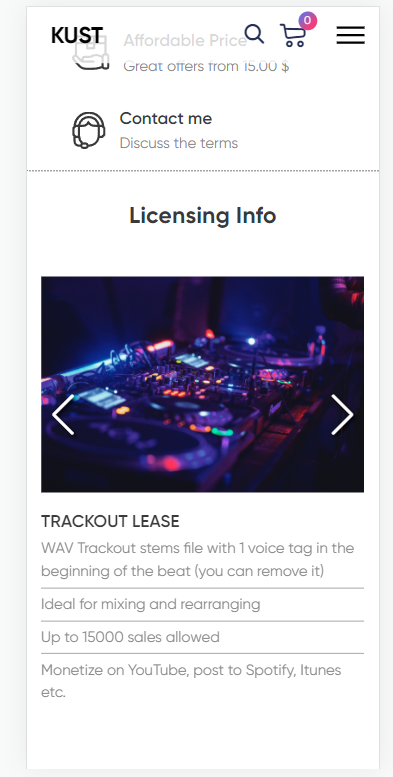 KUST
0
Affordable Price
Great offers from 15.00 $
Contact me
Discuss the terms
Licensing Info
TRACKOUT LEASE
WAV Trackout stems file with 1 voice tag in the
beginning of the beat (you can remove it)
Ideal for mixing and rearranging
Up to 15000 sales allowed
Monetize on YouTube, post to Spotify, Itunes
etc.